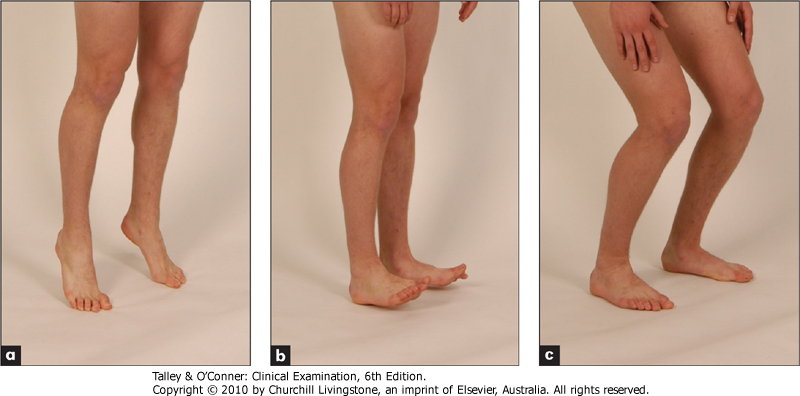 a
b
c
Talley & O'Conner: Clinical Examination, 6th Edition.
Copyright © 2010 by Churchill Livingstone, an imprint of Elsevier, Australia. All rights reserved.